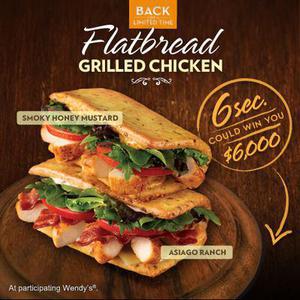 BACK
FOR A
LIMITED TIME
Flatbread
GRILLED CHICKEN
6 sec.
COULD WIN YOU
$6,000
SMOKY HONEY MUSTARD
ASIAGO RANCH
At participating Wendy's®.